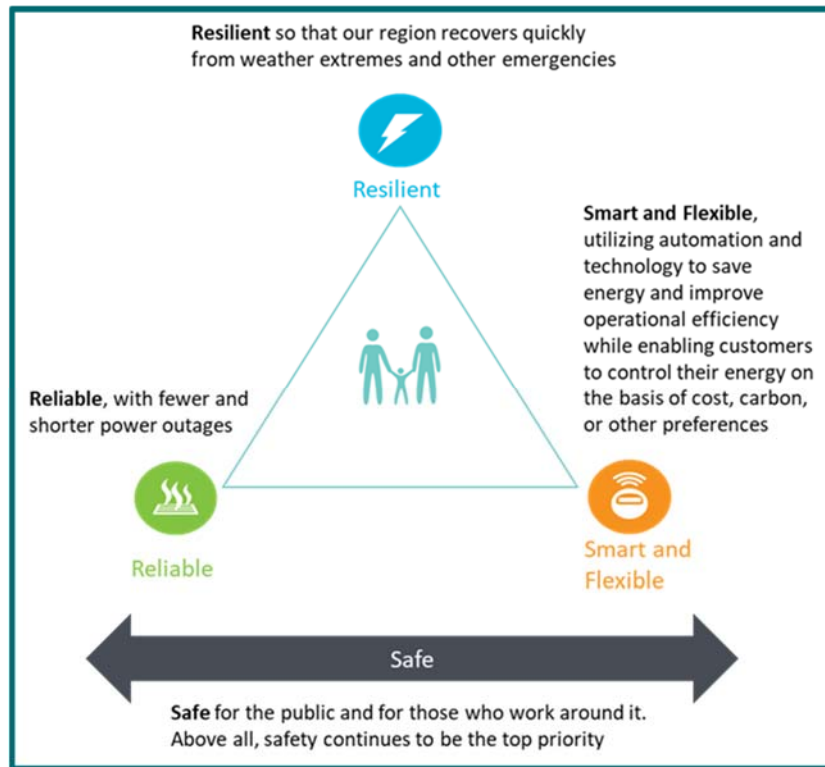 Resilient so that our region recovers quickly
from weather extremes and other emergencies
Resilient
Smart and Flexible,
utilizing automation and
technology to save
energy and improve
operational efficiency
while enabling customers
to control their energy on
the basis of cost, carbon,
or other preferences
Reliable, with fewer and
shorter power outages
Reliable
Smart and
Flexible
Safe
Safe for the public and for those who work around it.
Above all, safety continues to be the top priority